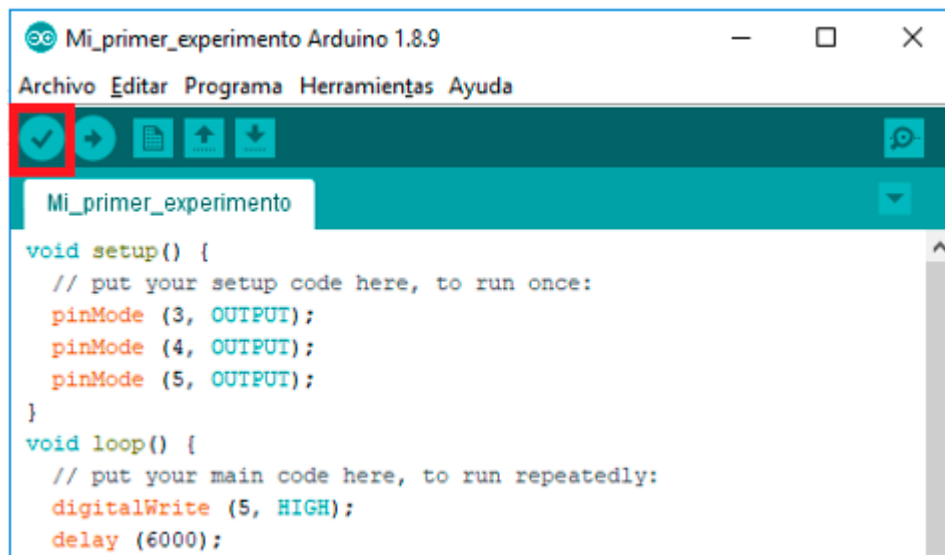 Mi_primer_experimento Arduino 1.8.9
Archivo Editar Programa Herramientas Ayuda
Mi_primer_experimento
void setup() {
// put your setup code here, to run once:
pinMode (3, OUTPUT);
pinMode (4, OUTPUT);
pinMode (5, OUTPUT);
}
void loop() {
// put your main code here, to run repeatedly:
digitalWrite (5, HIGH);
delay (6000);